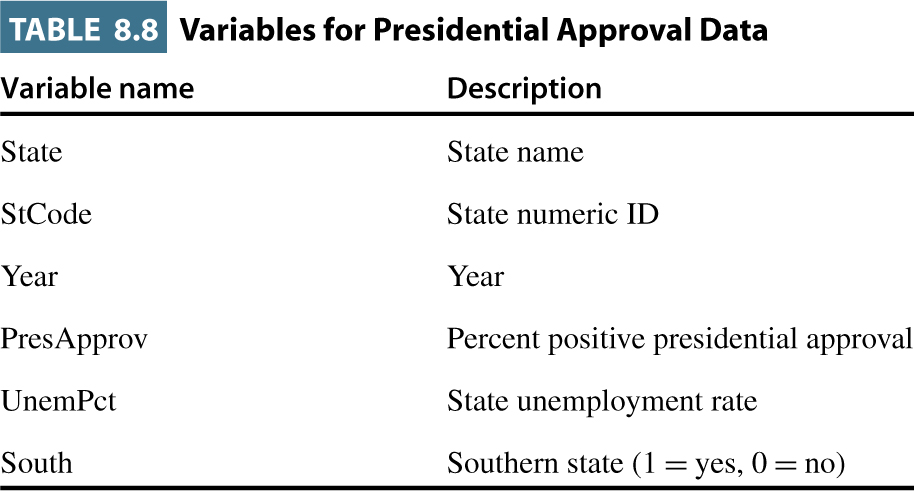 TABLE 8.8 Variables for Presidential Approval Data
Variable name Description
State State name
StCode State numeric ID
Year Year
PresApprov Percent positive presidential approval
UnemPct State unemployment rate
South Southern state (1 = yes, 0 = no)